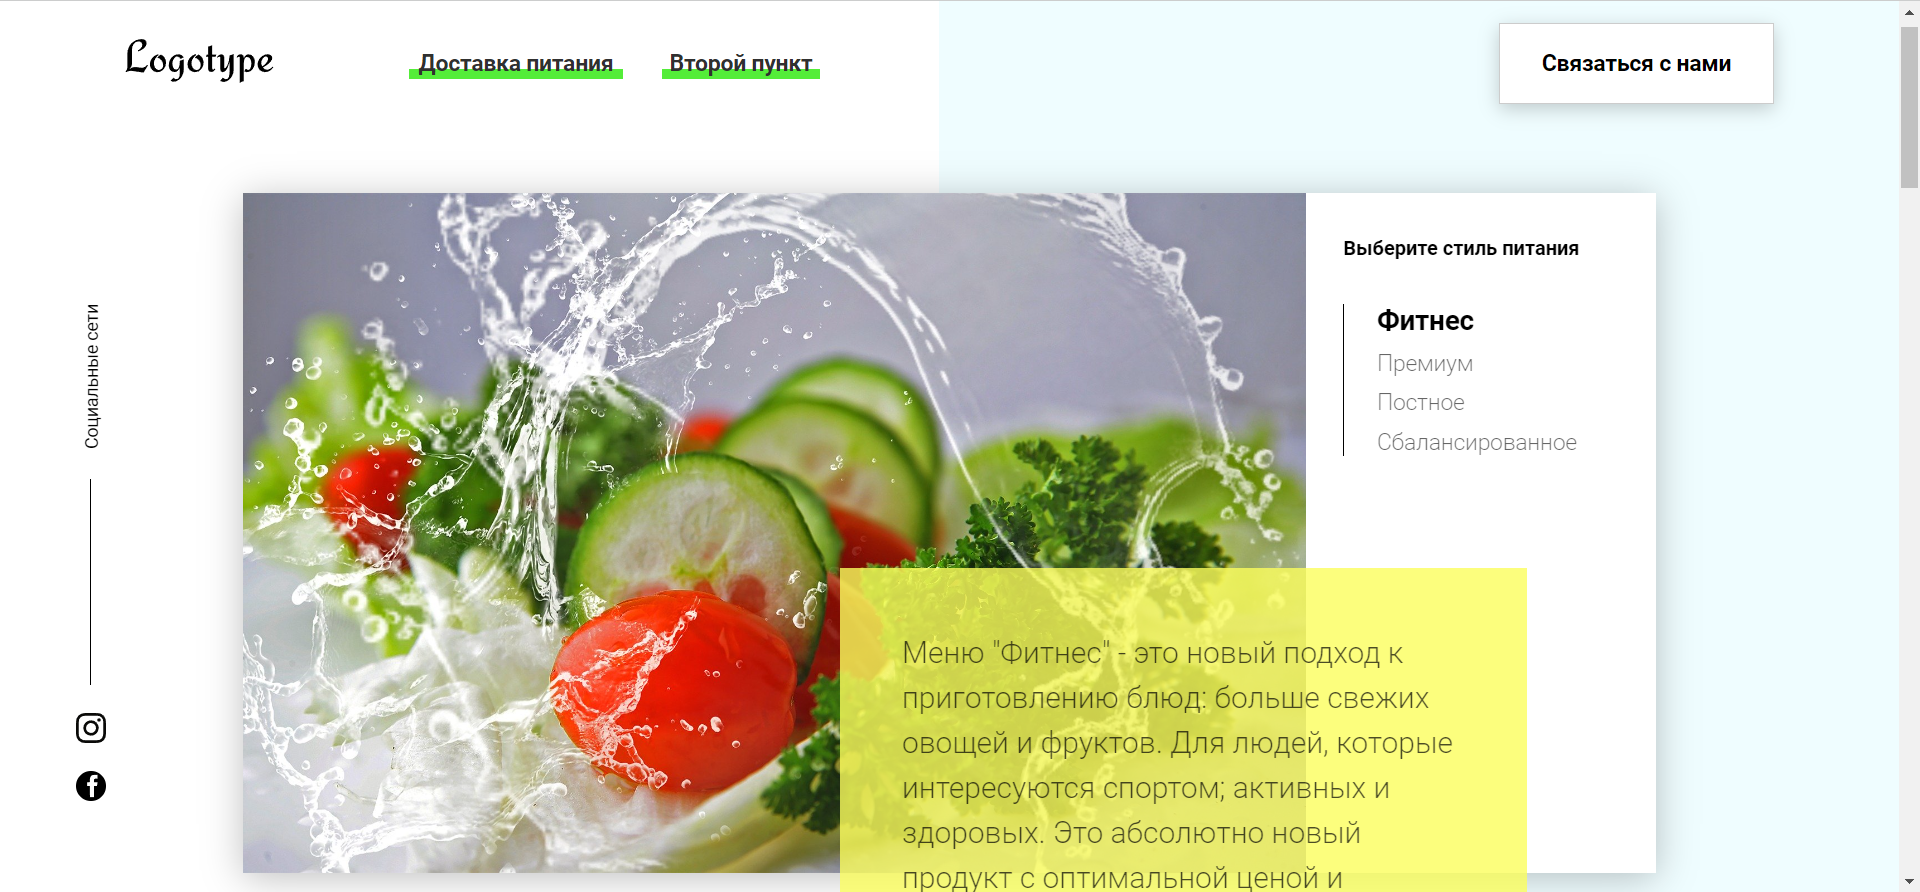 Logotype
Доставка питания
Второй пункт
Связаться с нами
Социальные сети
Выберите стиль питания
Фитнес
Премиум
Постное
Сбалансированное
Меню "Фитнес" - это новый подход к
приготовлению блюд: больше свежих
овощей и фруктов. Для людей, которые
интересуются спортом; активных и
здоровых. Это абсолютно новый
продукт с оптимальной ценой и